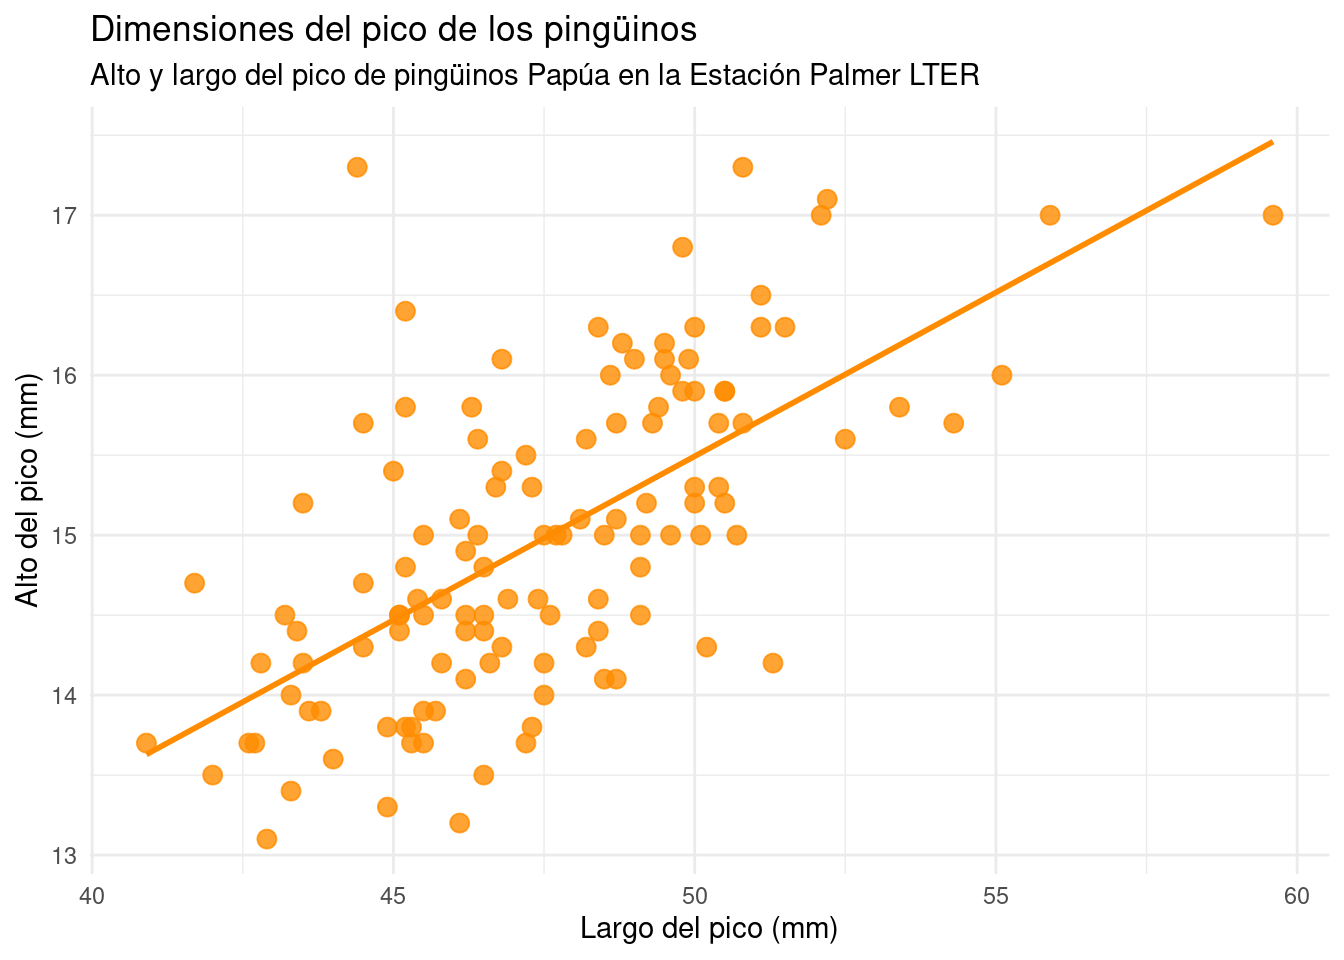 Dimensiones del pico de los pingüinos
Alto y largo del pico de pingüinos Papúa en la Estación Palmer LTER
Alto del pico (mm)
17
16
15
14
13
40 45 50 55 60
Largo del pico (mm)